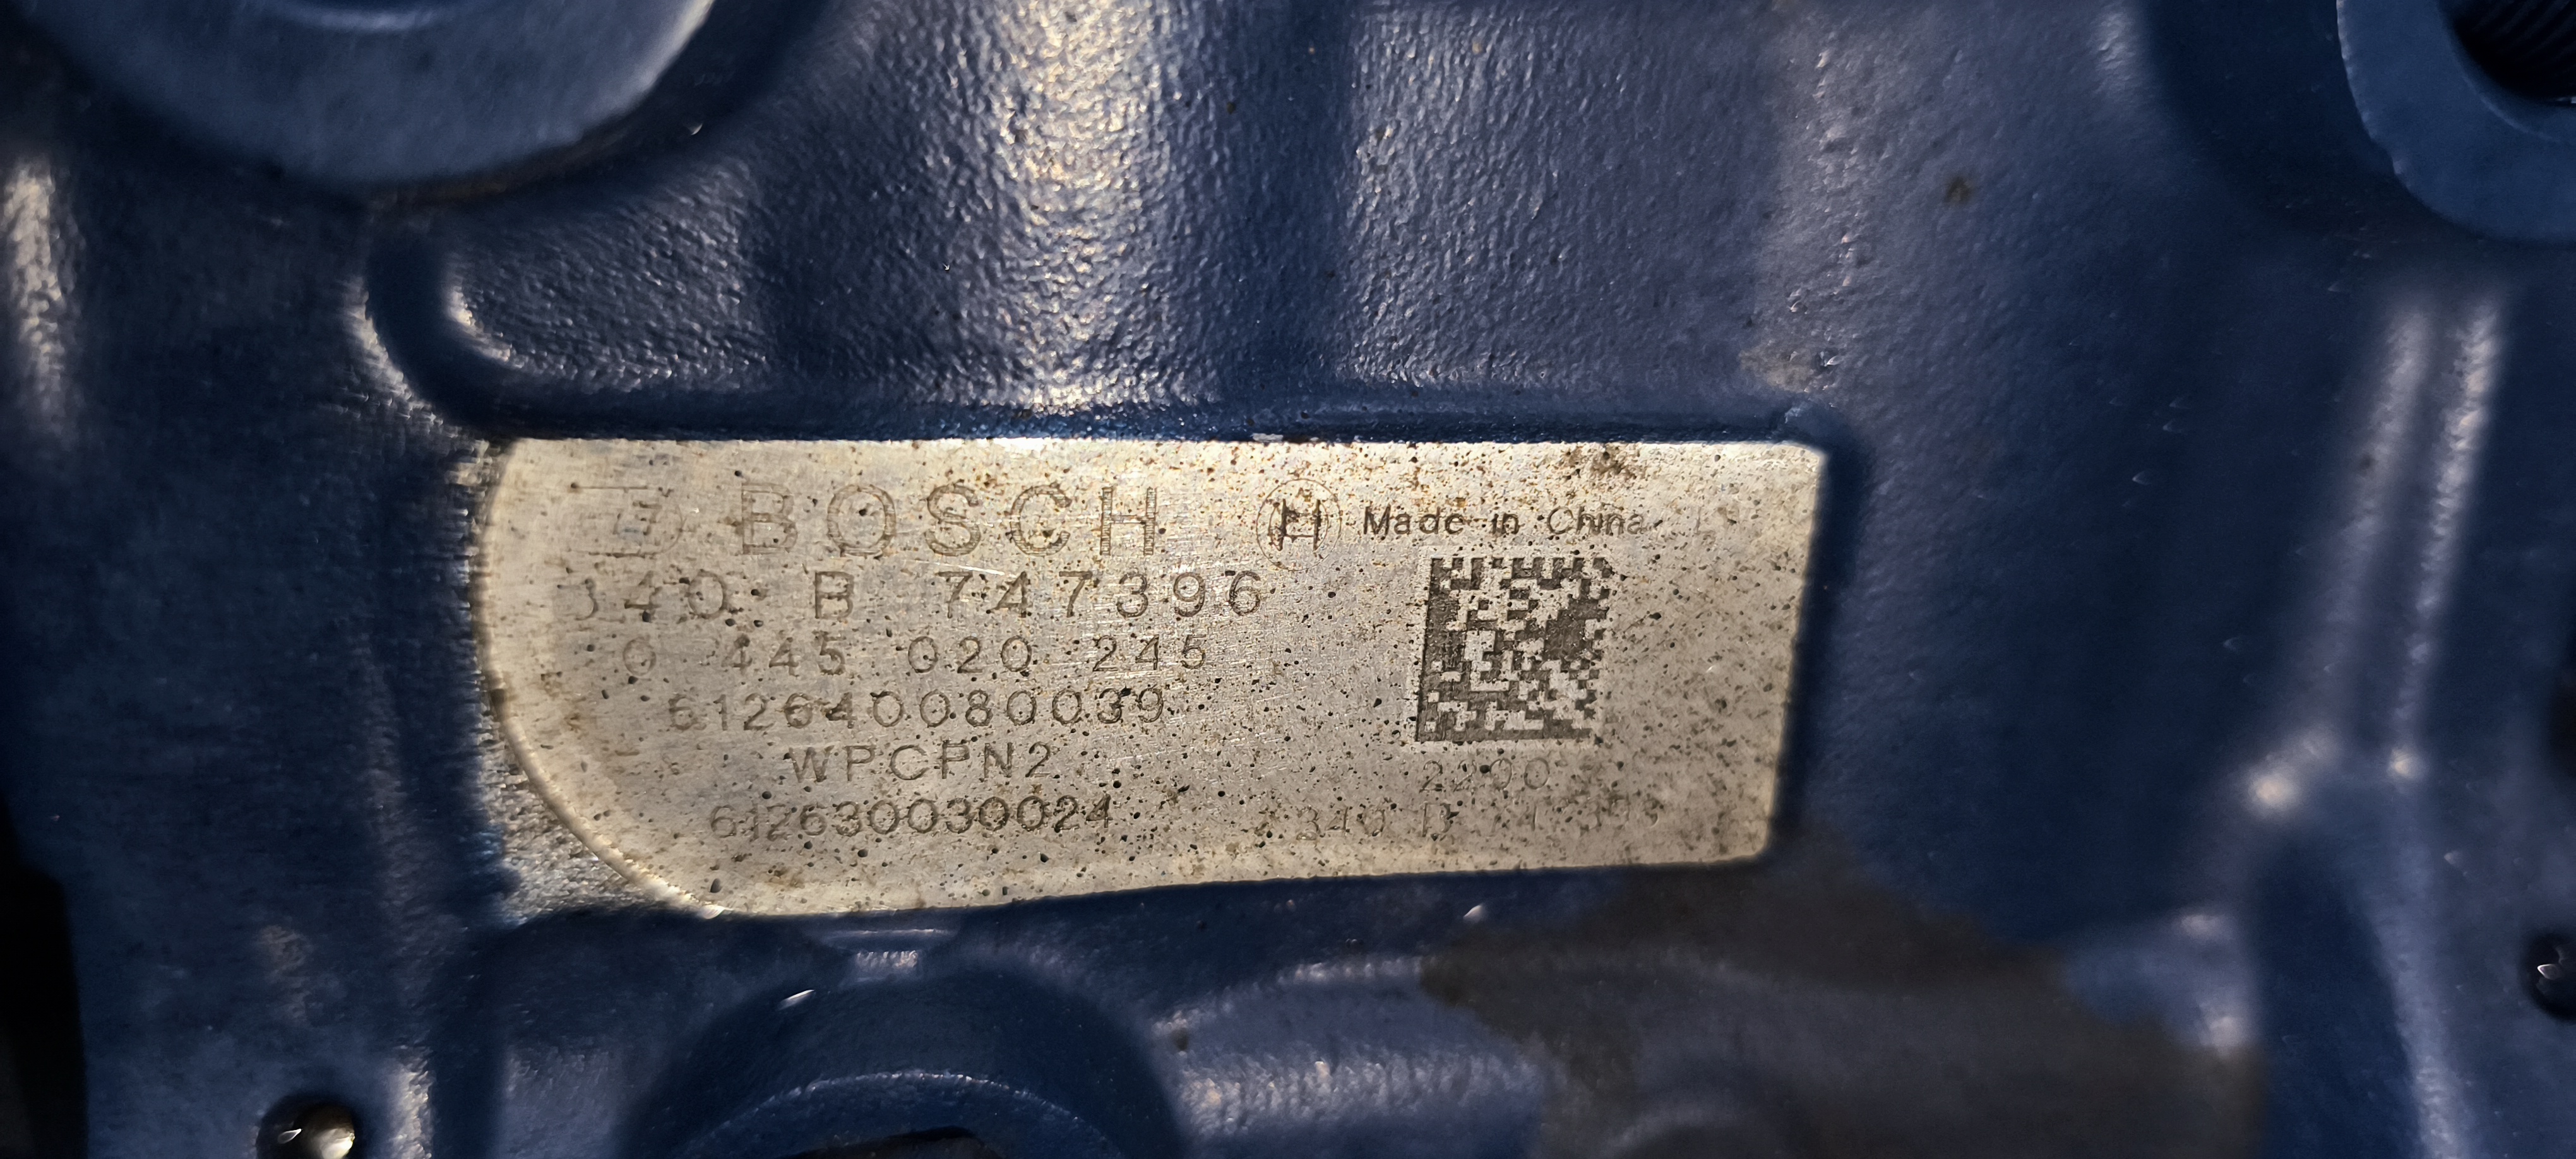 BOSCH H Made in China
340 B 747396
0 445 020 245
612640080039
WPCPN2
612630030024
2200